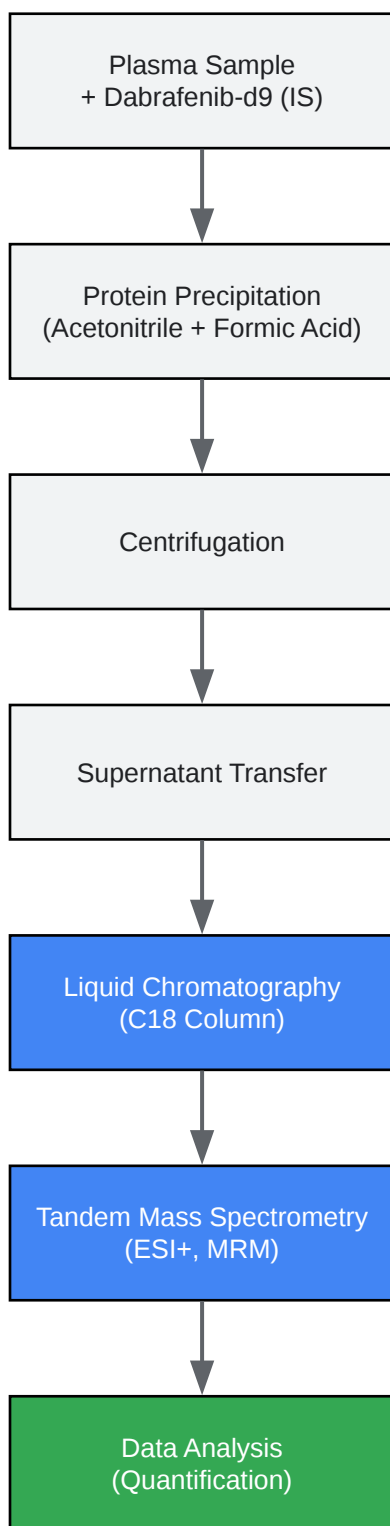 Plasma Sample
+ Dabrafenib-d9 (IS)
Protein Precipitation
(Acetonitrile + Formic Acid)
Centrifugation
Supernatant Transfer
Liquid Chromatography
(C18 Column)
Tandem Mass Spectrometry
(ESI+, MRM)
Data Analysis
(Quantification)